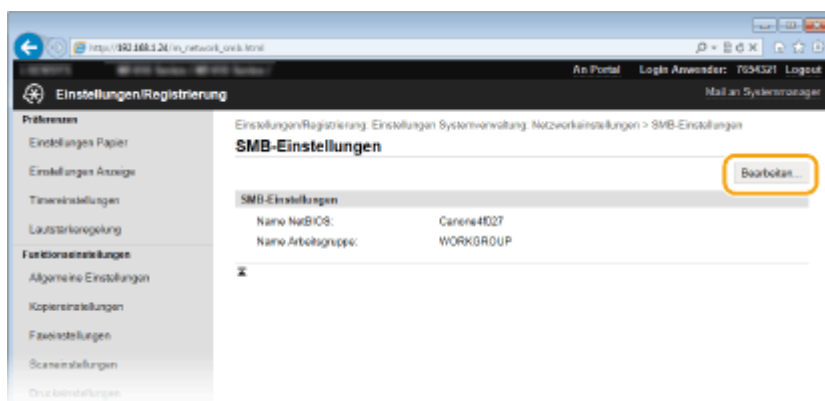 http://192.168.1.24/m_network_smb.html
An Portal Login Anwender: 7654321 Logout
Einstellungen/Registrierung
Mail an Systemmanager
Präferenzen
Einstellungen Papier
Einstellungen Anzeige
Timereinstellungen
Lautstärkeregelung
Funktionseinstellungen
Allgemeine Einstellungen
Kopiereinstellungen
Faxeinstellungen
Scaneinstellungen
Druckeinstellungen
Einstellungen/Registrierung: Einstellungen Systemverwaltung: Netzwerkeinstellungen > SMB-Einstellungen
SMB-Einstellungen
Bearbeiten...
SMB-Einstellungen
Name NetBIOS: Canone4f027
Name Arbeitsgruppe: WORKGROUP